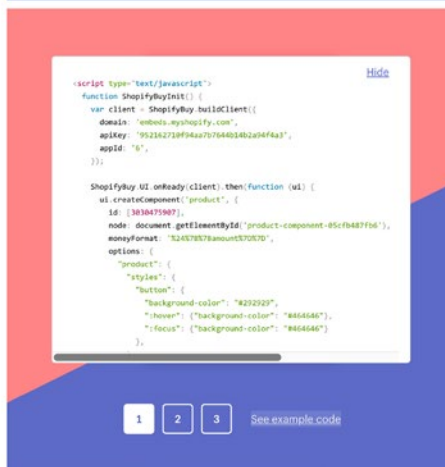 Hide
<script type="text/javascript">
function ShopifyBuyInit() {
var client = ShopifyBuy.buildClient({
domain: 'embeds.myshopify.com',
apiKey: '952162710f94aa7b7644b14b2a94f4a3',
appId: '6',
});
ShopifyBuy.UI.onReady(client).then(function (ui) {
ui.createComponent('product', {
id: [3030475907],
node: document.getElementById('product-component-05cfb487fb6'),
moneyFormat: '%24%7B%7Bamount%7D%7D',
options: {
"product": {
"styles": {
"button": {
"background-color": "#292929",
":hover": {"background-color": "#464646"},
":focus": {"background-color": "#464646"}
},
1 2 3 See example code